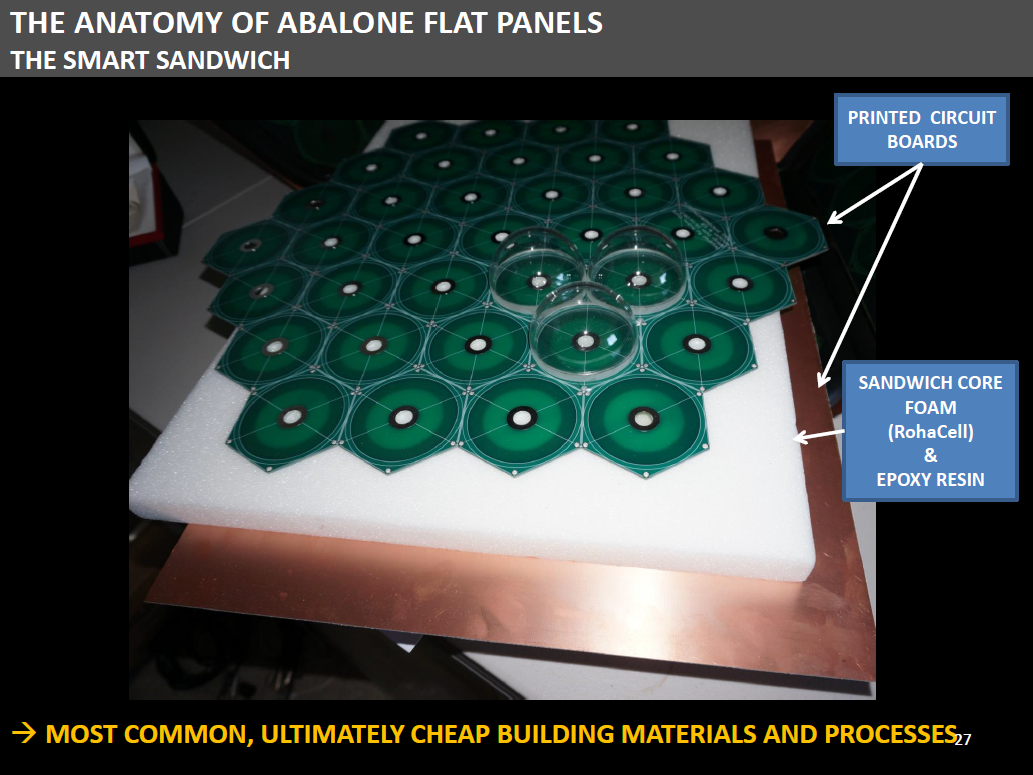 THE ANATOMY OF ABALONE FLAT PANELS
THE SMART SANDWICH
PRINTED CIRCUIT
BOARDS
SANDWICH CORE
FOAM
(RohaCell)
&
EPOXY RESIN
→ MOST COMMON, ULTIMATELY CHEAP BUILDING MATERIALS AND PROCESSES
27